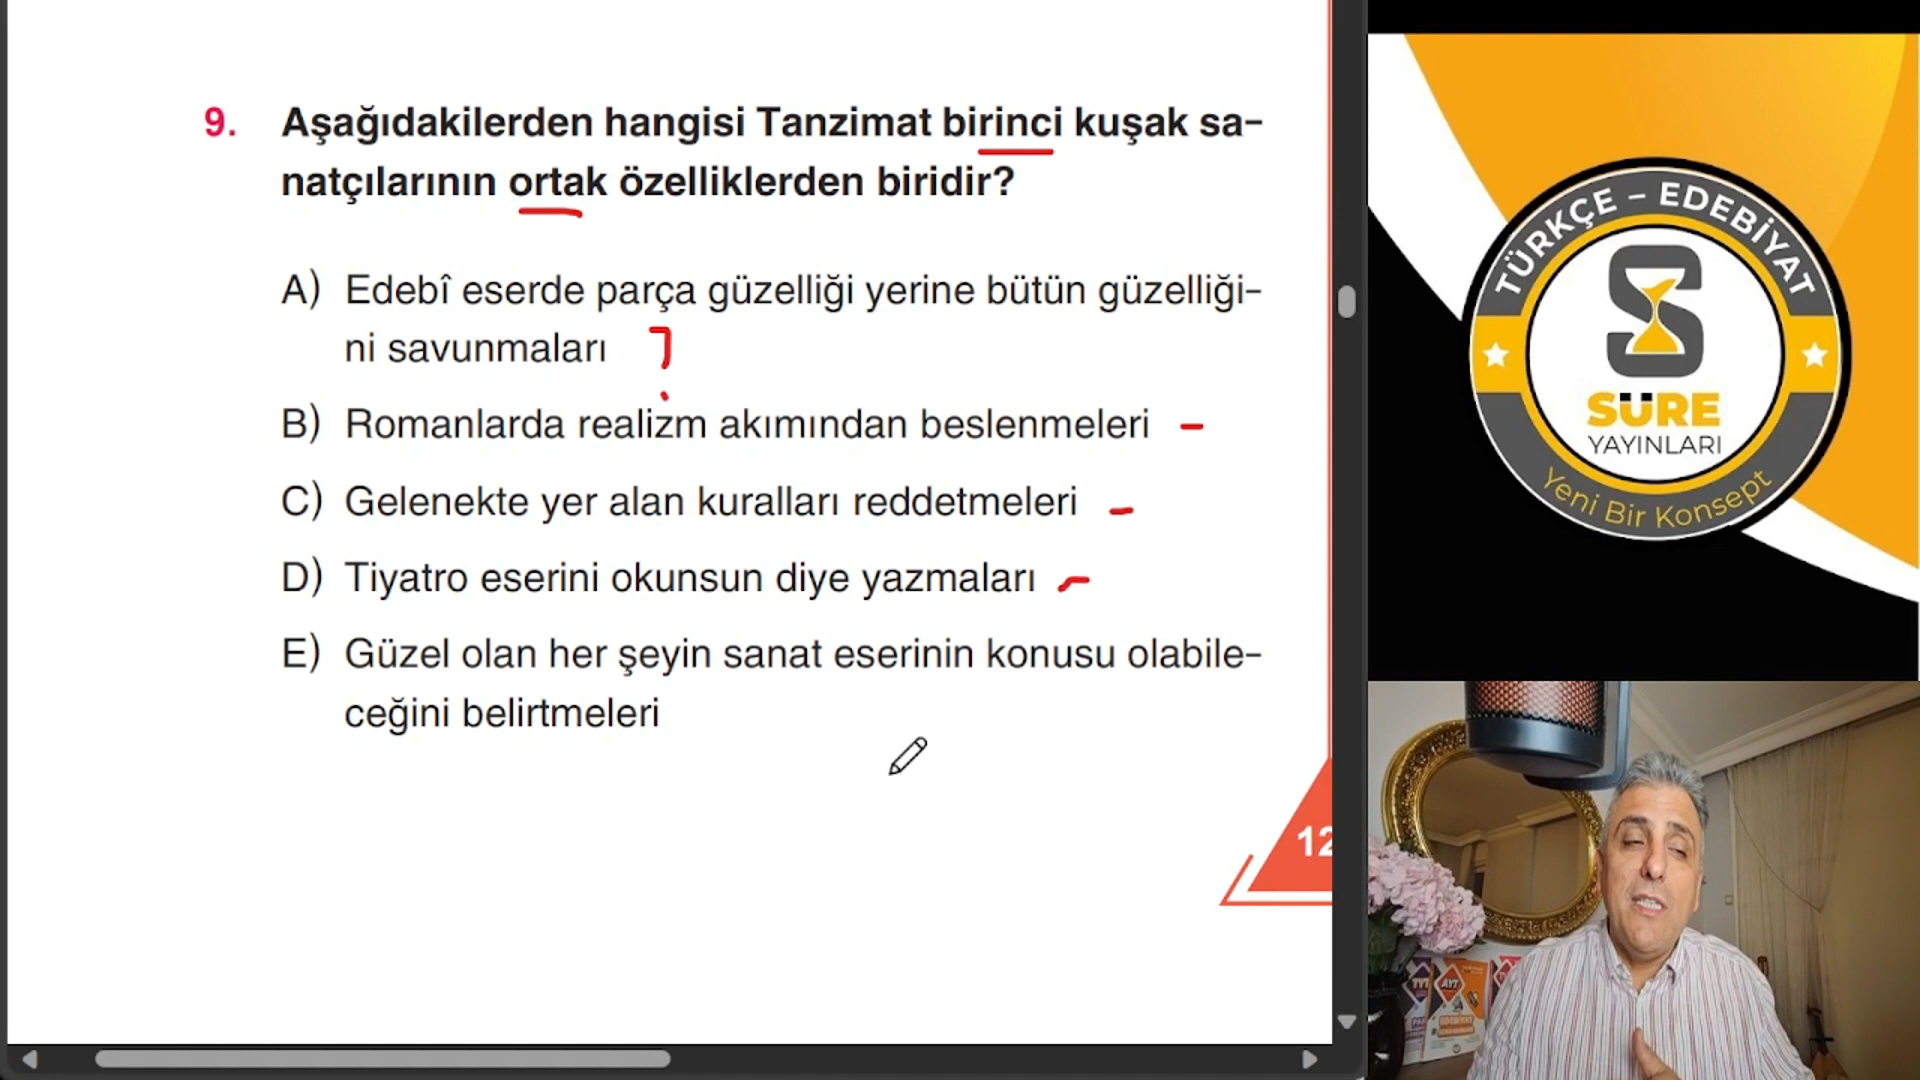 9. Aşağıdakilerden hangisi Tanzimat birinci kuşak sa-
natçılarının ortak özelliklerden biridir?
A) Edebî eserde parça güzelliği yerine bütün güzelliği-
ni savunmaları
B) Romanlarda realizm akımından beslenmeleri
C) Gelenekte yer alan kuralları reddetmeleri
D) Tiyatro eserini okunsun diye yazmaları
E) Güzel olan her şeyin sanat eserinin konusu olabile-
ceğini belirtmeleri
12
TÜRKÇE – EDEBİYAT
SÜRE
YAYINLARI
Yeni Bir Konsept
TYT
AYT